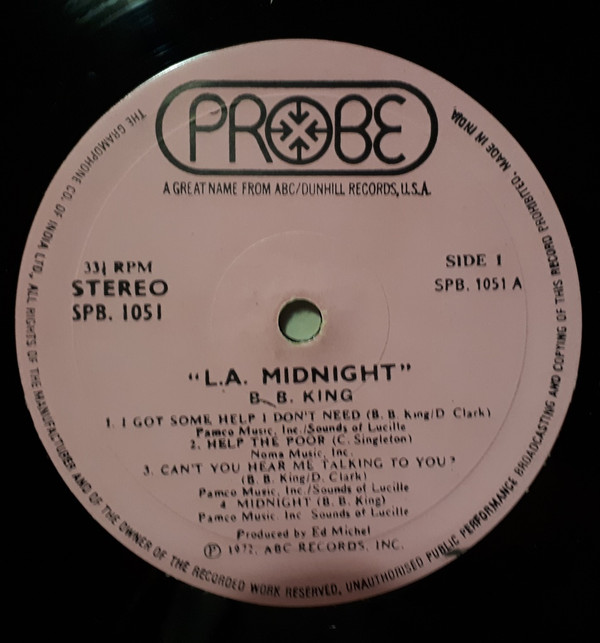 PROBE
A GREAT NAME FROM ABC/DUNHILL RECORDS, U.S.A.
33⅓ RPM
STEREO
SPB. 1051
SIDE 1
SPB. 1051 A
"L.A. MIDNIGHT"
B. B. KING
1. I GOT SOME HELP I DON'T NEED (B. B. King/D. Clark)
Pamco Music, Inc./Sounds of Lucille
2. HELP THE POOR (C. Singleton)
Noma Music, Inc.
3. CAN'T YOU HEAR ME TALKING TO YOU?
(B. B. King/D. Clark)
Pamco Music, Inc./Sounds of Lucille
4. MIDNIGHT (B. B. King)
Pamco Music Inc Sounds of Lucille
Produced by Ed Michel
Ⓟ 1972, ABC RECORDS, INC.
THE GRAMOPHONE CO. OF INDIA LTD., ALL RIGHTS OF THE MANUFACTURER AND OF THE OWNER OF THE RECORDED WORK RESERVED, UNAUTHORISED PUBLIC PERFORMANCE BROADCASTING AND COPYING OF THIS RECORD PROHIBITED. MADE IN INDIA